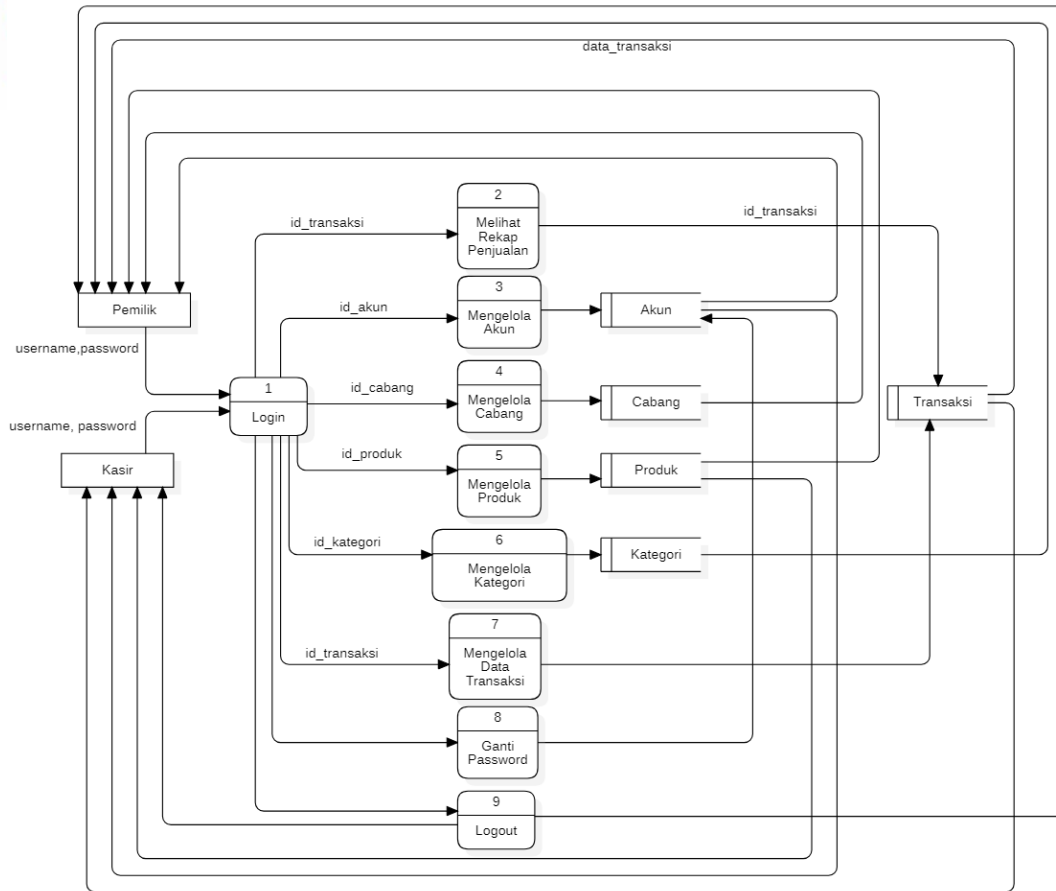 data_transaksi
2
id_transaksi
Melihat
Rekap
Penjualan
id_transaksi
3
Pemilik
id_akun
Mengelola
Akun
Akun
username,password
4
1
id_cabang
Mengelola
Cabang
Cabang
Transaksi
Login
username, password
5
id_produk
Kasir
Mengelola
Produk
Produk
6
id_kategori
Mengelola
Kategori
Kategori
7
id_transaksi
Mengelola
Data
Transaksi
8
Ganti
Password
9
Logout